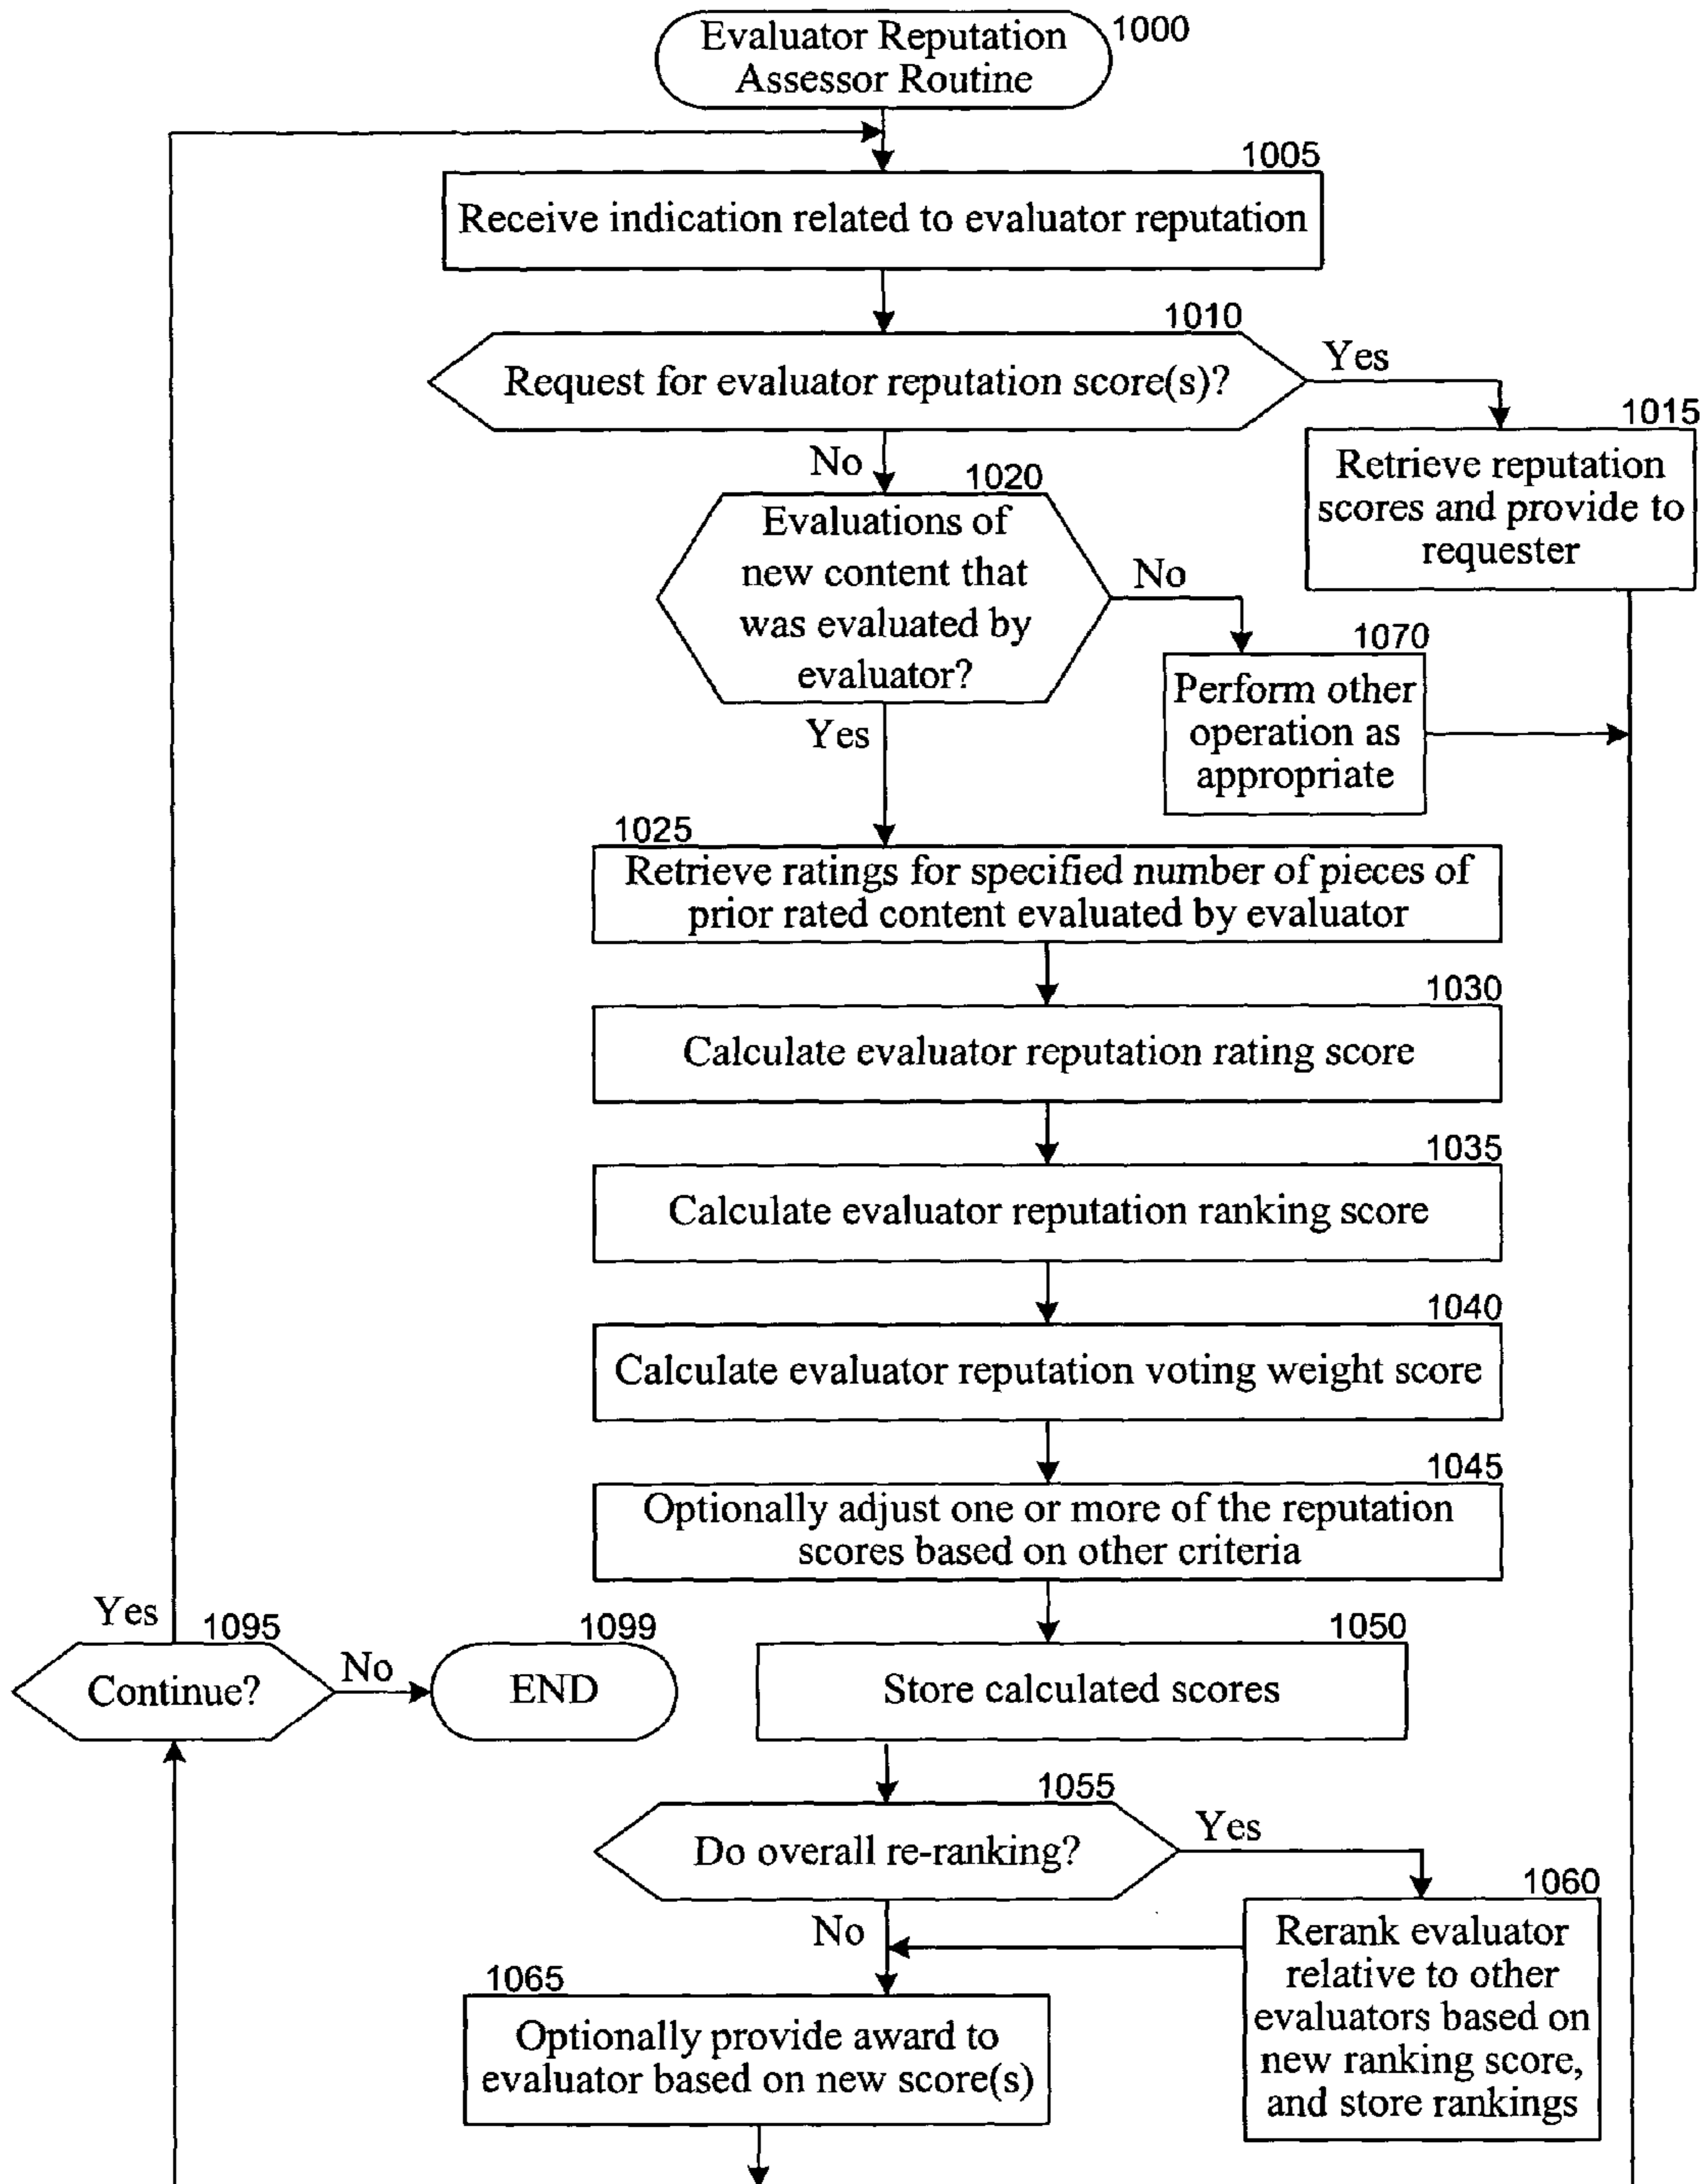 Evaluator Reputation
Assessor Routine
1000
1005
Receive indication related to evaluator reputation
1010
Request for evaluator reputation score(s)?
Yes
1015
Retrieve reputation
scores and provide to
requester
No
1020
Evaluations of
new content that
was evaluated by
evaluator?
No
1070
Perform other
operation as
appropriate
Yes
1025
Retrieve ratings for specified number of pieces of
prior rated content evaluated by evaluator
1030
Calculate evaluator reputation rating score
1035
Calculate evaluator reputation ranking score
1040
Calculate evaluator reputation voting weight score
1045
Optionally adjust one or more of the reputation
scores based on other criteria
Yes
1095
Continue?
No
1099
END
1050
Store calculated scores
1055
Do overall re-ranking?
Yes
1060
Rerank evaluator
relative to other
evaluators based on
new ranking score,
and store rankings
No
1065
Optionally provide award to
evaluator based on new score(s)